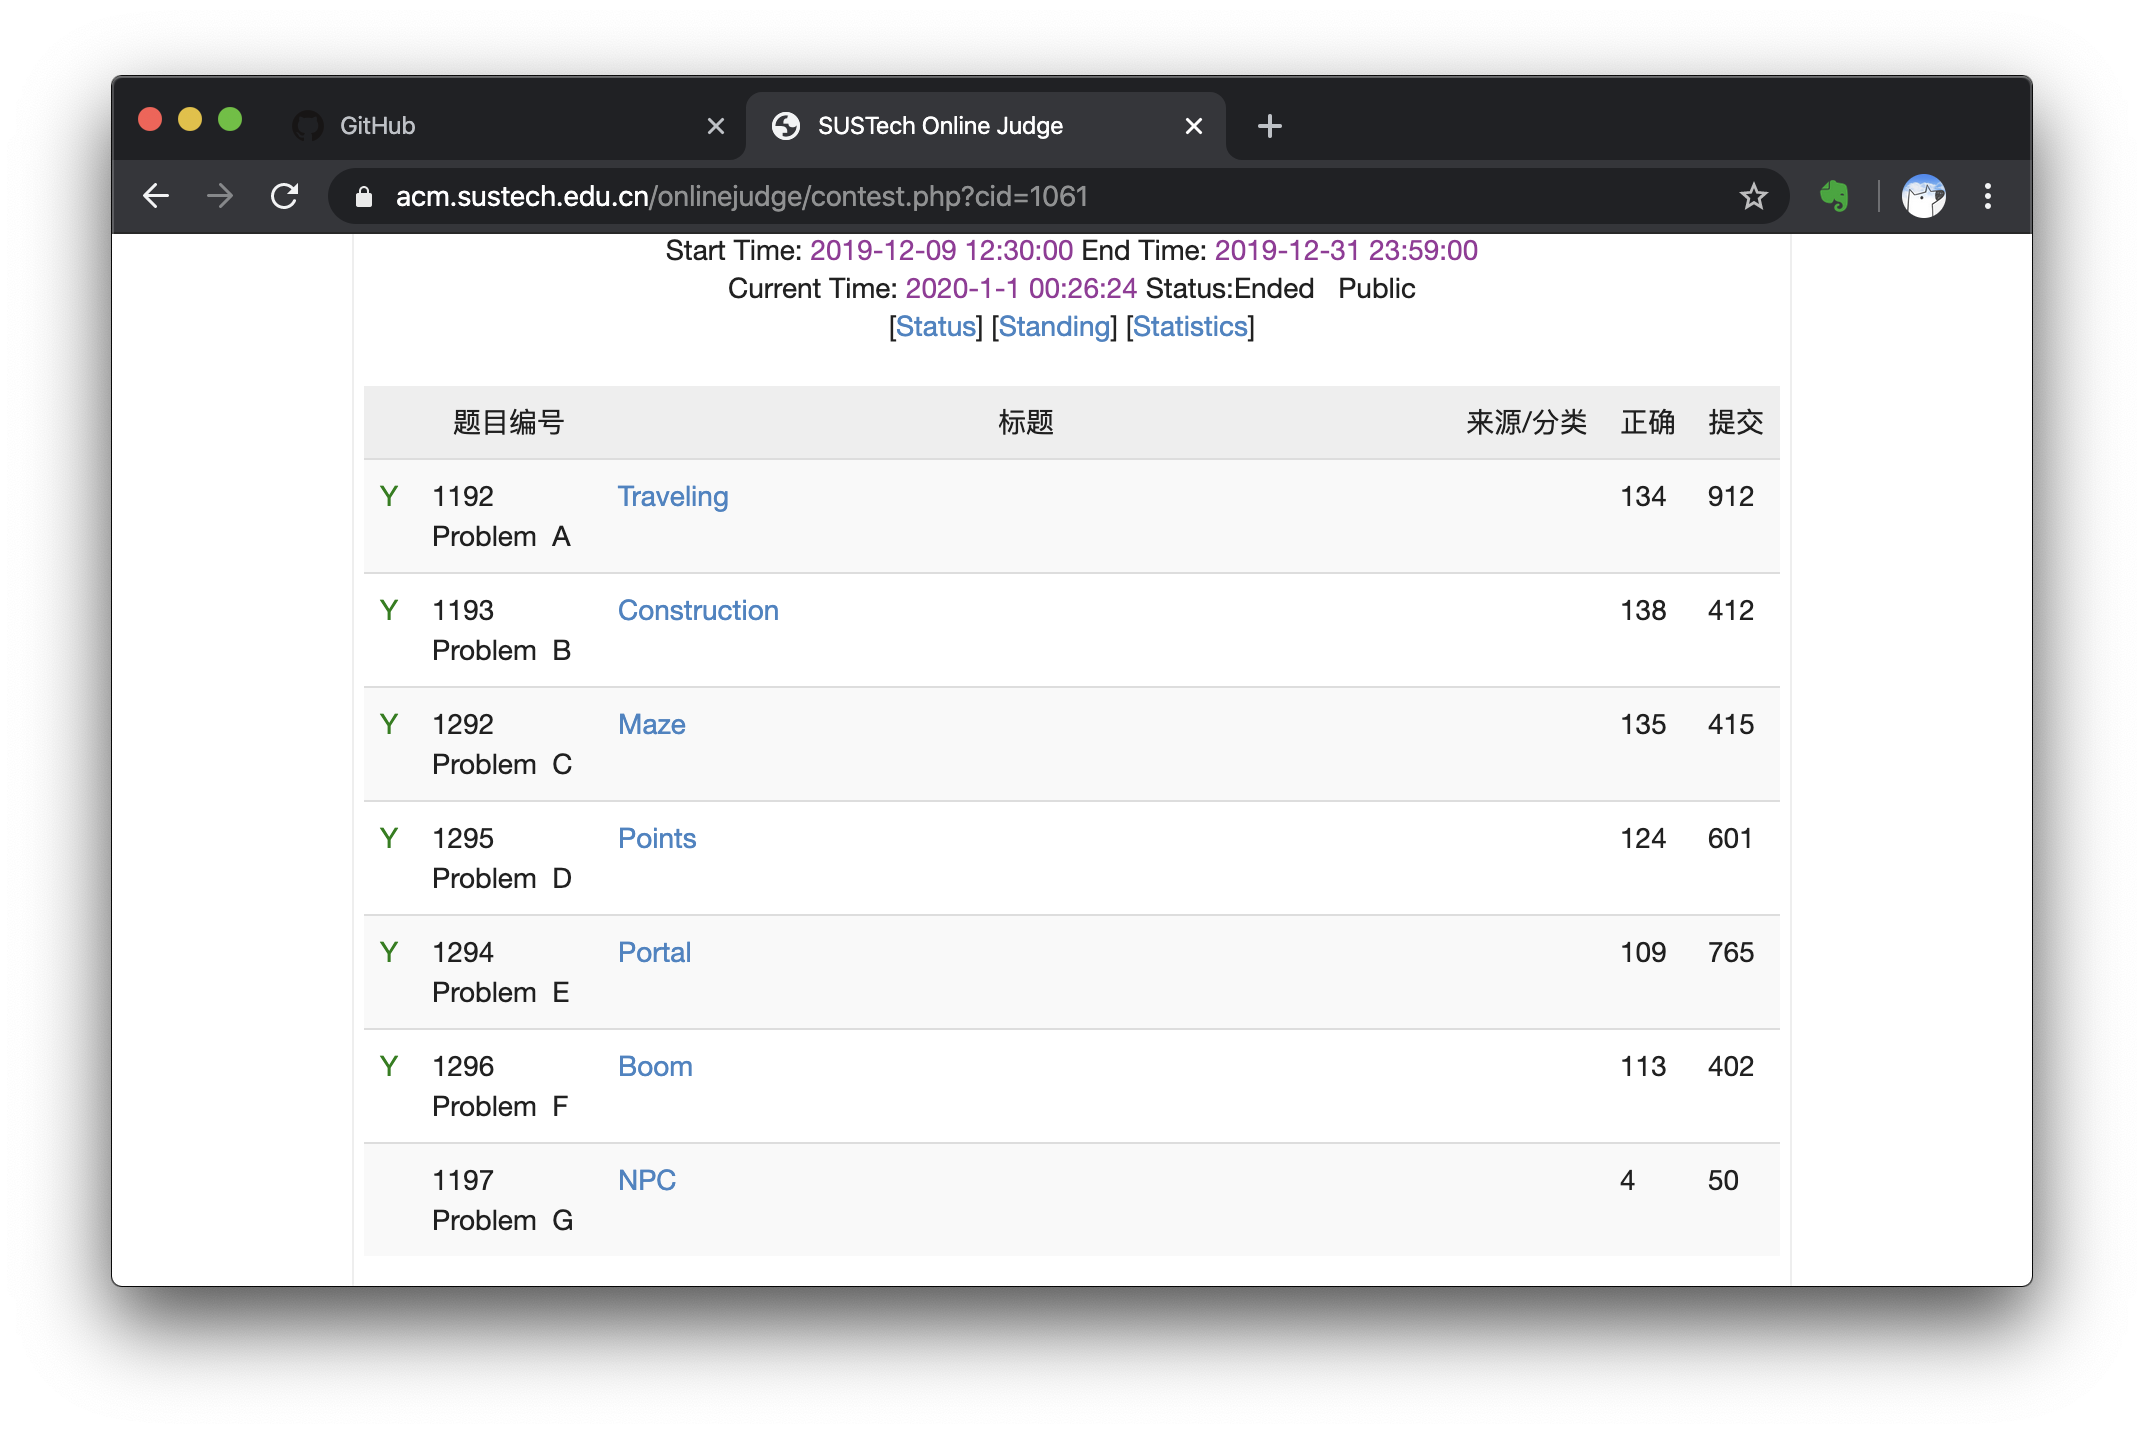 GitHub
SUSTech Online Judge
acm.sustech.edu.cn/onlinejudge/contest.php?cid=1061
Start Time: 2019-12-09 12:30:00 End Time: 2019-12-31 23:59:00
Current Time: 2020-1-1 00:26:24 Status:Ended Public
[Status] [Standing] [Statistics]
题目编号 标题 来源/分类 正确 提交
Y 1192 Traveling 134 912
Problem A
Y 1193 Construction 138 412
Problem B
Y 1292 Maze 135 415
Problem C
Y 1295 Points 124 601
Problem D
Y 1294 Portal 109 765
Problem E
Y 1296 Boom 113 402
Problem F
1197 NPC 4 50
Problem G